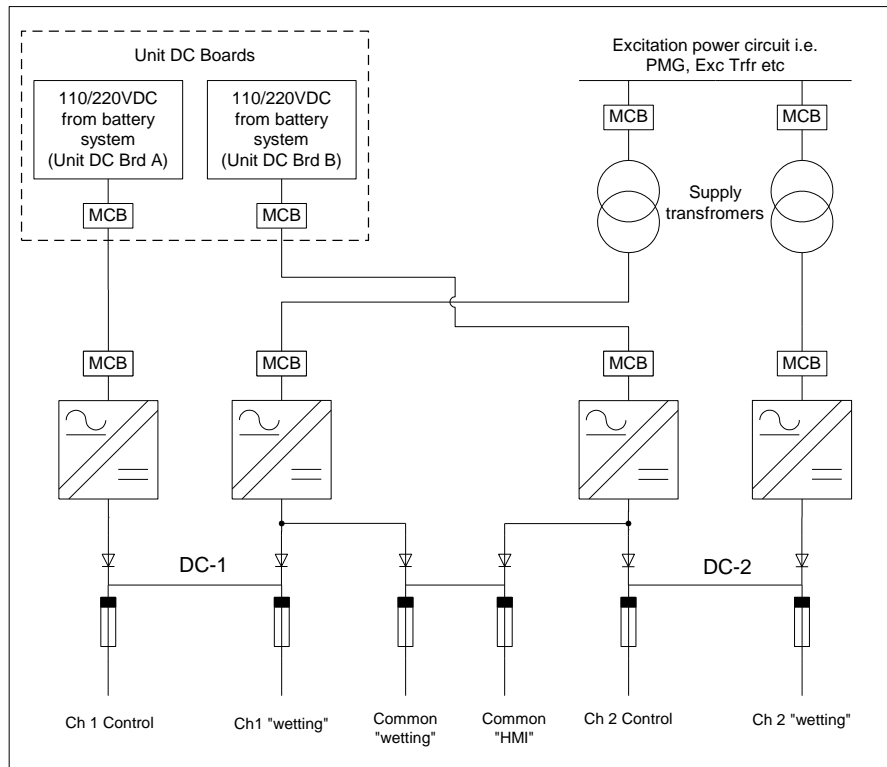 Unit DC Boards
110/220VDC
from battery
system
(Unit DC Brd A)
110/220VDC
from battery
system
(Unit DC Brd B)
MCB
MCB
Excitation power circuit i.e.
PMG, Exc Trfr etc
MCB
MCB
Supply
transfromers
MCB
MCB
MCB
MCB
DC-1
DC-2
Ch 1 Control
Ch1 "wetting"
Common
"wetting"
Common
"HMI"
Ch 2 Control
Ch 2 "wetting"